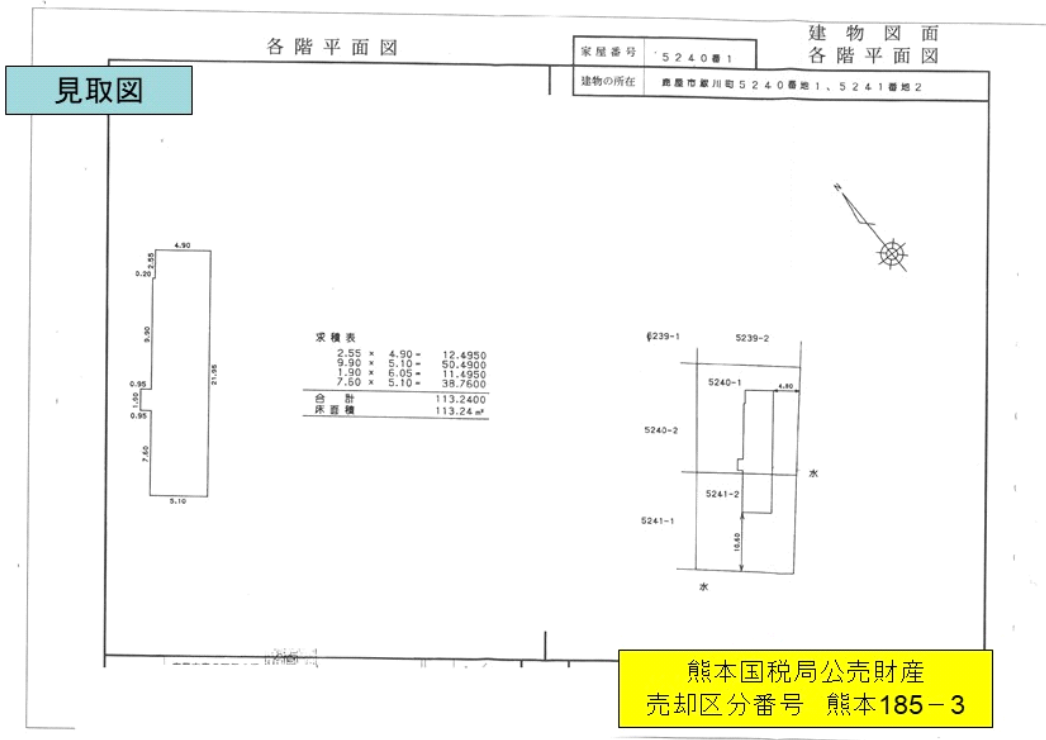 各階平面図
建物図面
各階平面図
家屋番号 5240番1
建物の所在 鹿屋市獣川町5240番地1、5241番地2
見取図
N
4.90
2.55
0.20
9.90
0.95
1.90
0.95
7.60
21.95
5.10
求積表
2.55 × 4.90 = 12.4950
9.90 × 5.10 = 50.4900
1.90 × 6.05 = 11.4950
7.60 × 5.10 = 38.7600
合計 113.2400
床面積 113.24㎡
6239-1
5239-2
5240-1
4.80
5240-2
水
5241-2
5241-1
10.60
水
熊本国税局公売財産
売却区分番号 熊本185-3